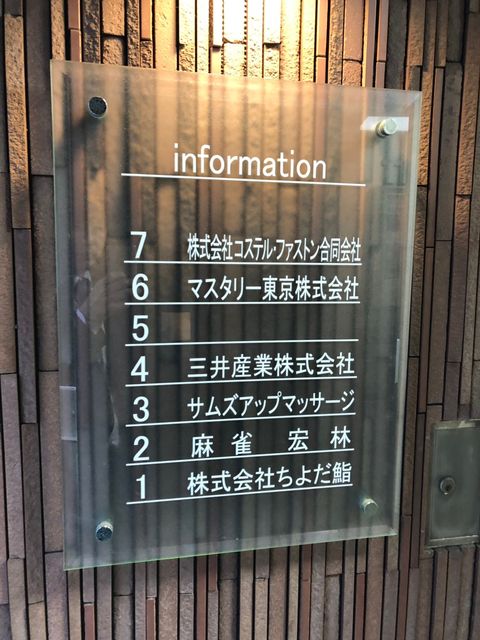 information
7 株式会社コステル・ファストン合同会社
6 マスタリー東京株式会社
5
4 三井産業株式会社
3 サムズアップマッサージ
2 麻雀 宏林
1 株式会社ちよだ鮨